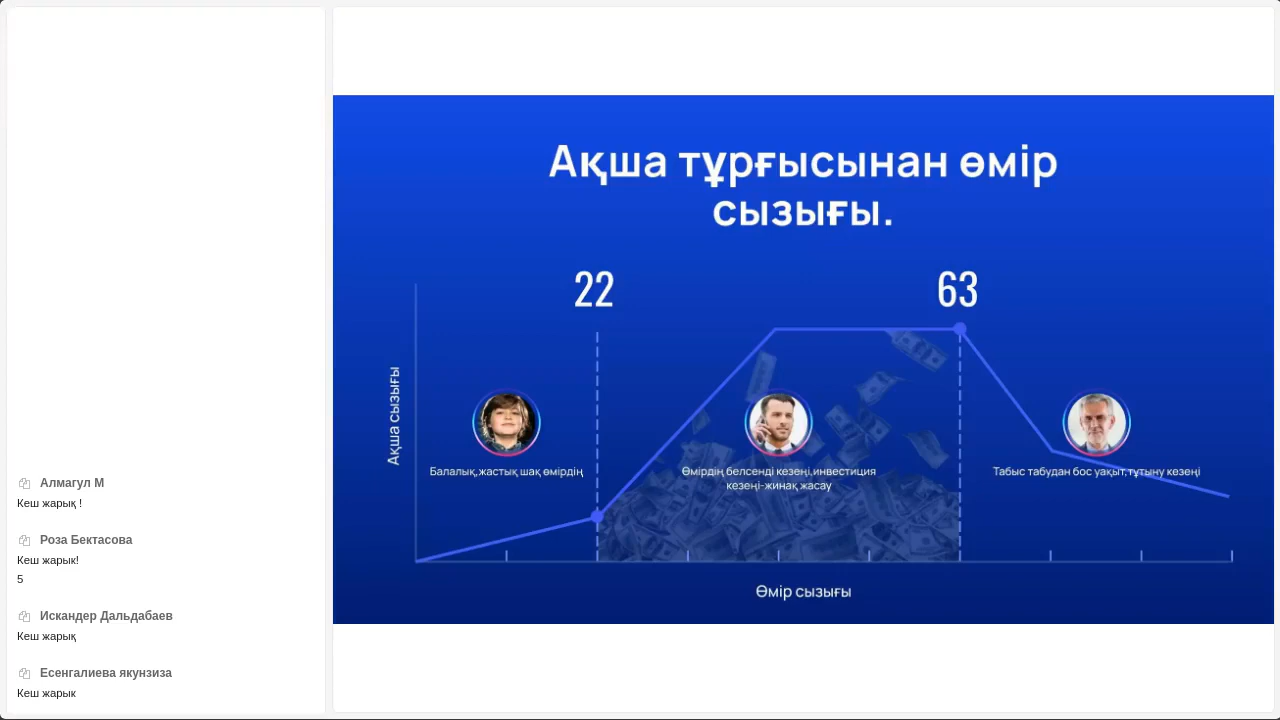 Алмагул М
Кеш жарық !
Роза Бектасова
Кеш жарык!
5
Искандер Дальдабаев
Кеш жарық
Есенгалиева якунзиза
Кеш жарык
Ақша тұрғысынан өмір
сызығы.
22
63
Ақша сызығы
Балалық,жастық шақ өмірдің
Өмірдің белсенді кезеңі,инвестиция
кезеңі-жинақ жасау
Табыс табудан бос уақыт,тұтыну кезеңі
Өмір сызығы